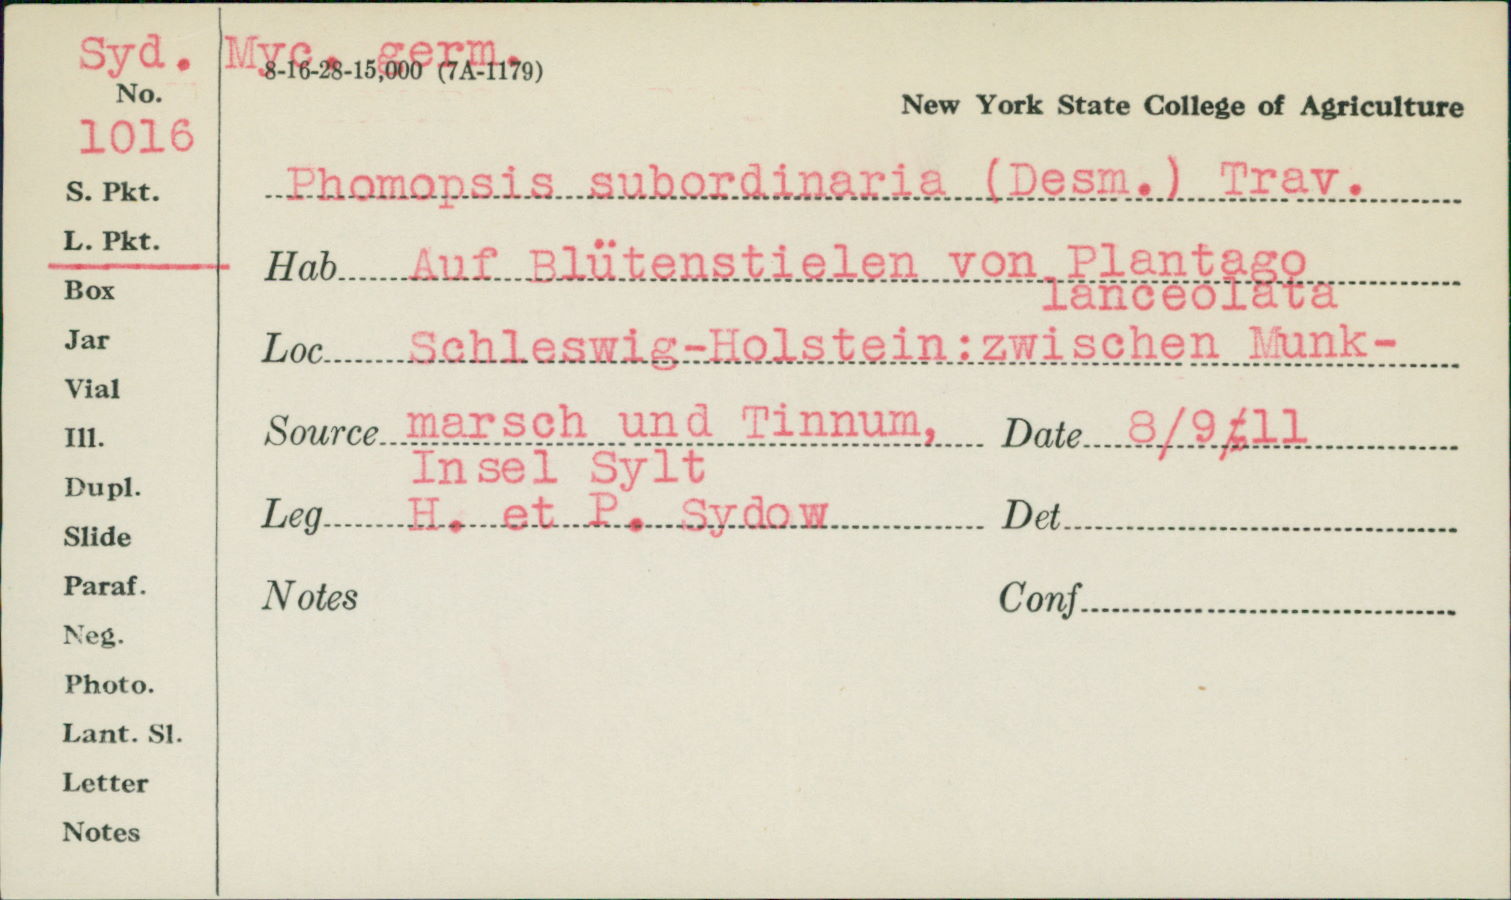 Syd. Myc. germ.
8-16-28-15,000 (7A-1179)
No.
New York State College of Agriculture
1016
S. Pkt.
Phomopsis subordinaria (Desm.) Trav.
L. Pkt.
Hab. Auf Blütenstielen von Plantago
lanceolata
Box
Jar
Loc. Schleswig-Holstein:zwischen Munk-
Vial
Ill.
Source marsch und Tinnum, Date 8/9/11
Insel Sylt
Dupl.
Leg. H. et P. Sydow Det.
Slide
Paraf.
Notes Conf.
Neg.
Photo.
Lant. Sl.
Letter
Notes